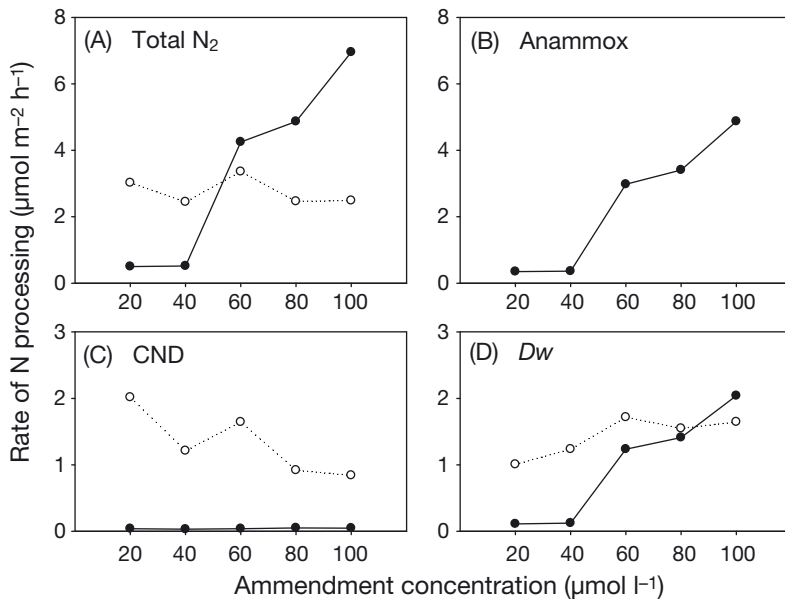 (A) Total N₂
(B) Anammox
8
6
4
2
0
20 40 60 80 100
8
6
4
2
0
20 40 60 80 100
(C) CND
(D) Dw
3
2
1
0
20 40 60 80 100
3
2
1
0
20 40 60 80 100
Rate of N processing (µmol m⁻² h⁻¹)
Ammendment concentration (µmol l⁻¹)